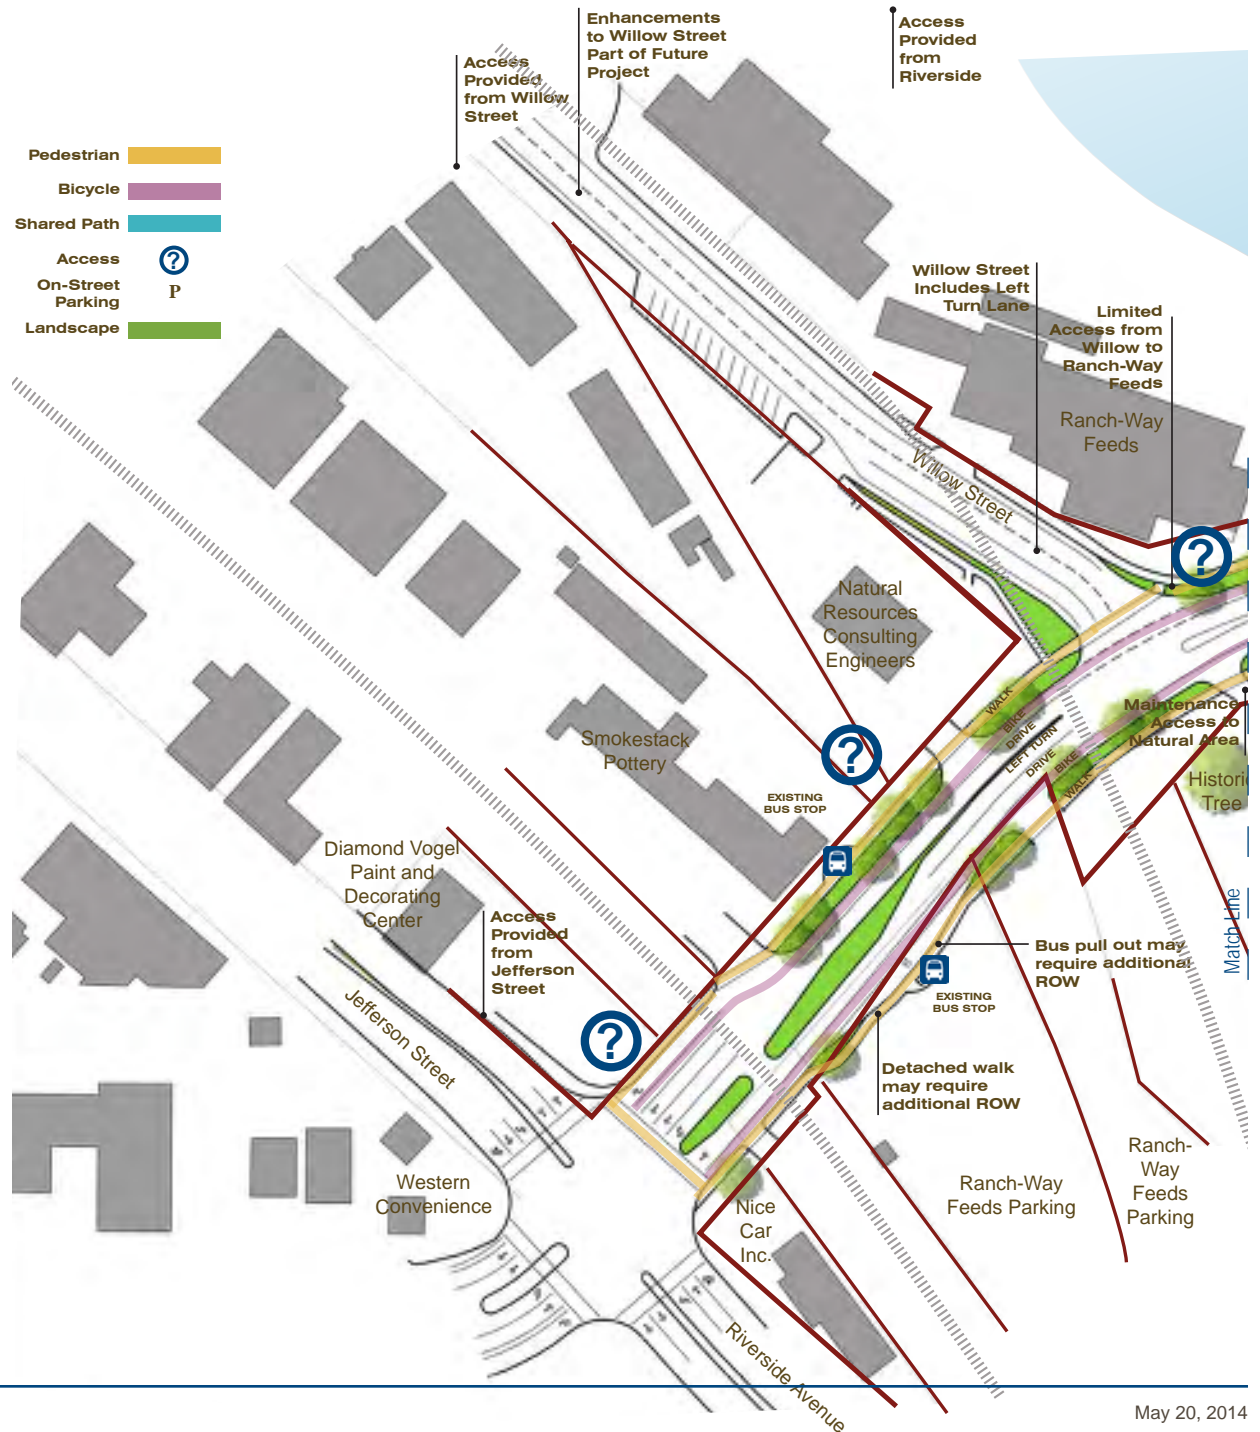 Enhancements
to Willow Street
Part of Future
Project
Access
Provided
from
Riverside
Access
Provided
from Willow
Street
Pedestrian
Bicycle
Shared Path
Access
?
On-Street
Parking
P
Landscape
Willow Street
Includes Left
Turn Lane
Limited
Access from
Willow to
Ranch-Way
Feeds
Ranch-Way
Feeds
Willow Street
?
Natural
Resources
Consulting
Engineers
WALK
BIKE
DRIVE
LEFT TURN
DRIVE
BIKE
WALK
Maintenance
Access to
Natural Area
Historic
Tree
Smokestack
Pottery
?
EXISTING
BUS STOP
Diamond Vogel
Paint and
Decorating
Center
Access
Provided
from
Jefferson
Street
Match Line
Bus pull out may
require additional
ROW
EXISTING
BUS STOP
Jefferson Street
?
Detached walk
may require
additional ROW
Western
Convenience
Nice
Car
Inc.
Ranch-Way
Feeds Parking
Ranch-
Way
Feeds
Parking
Riverside Avenue
May 20, 2014